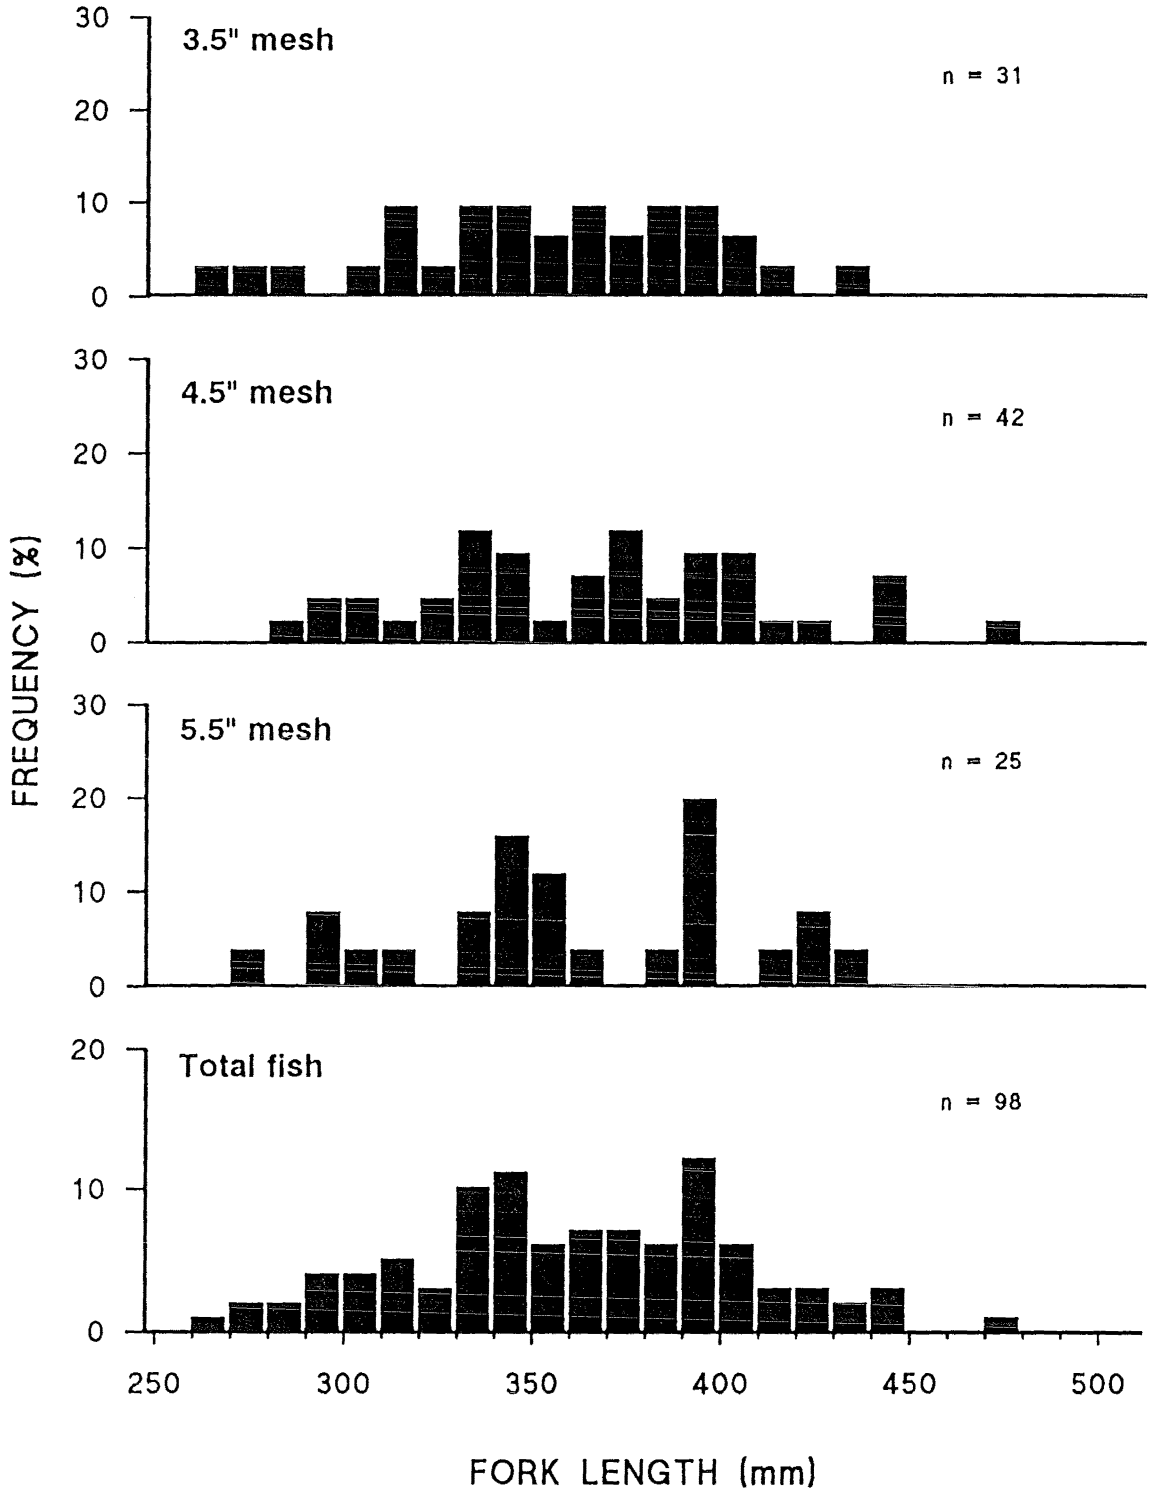 30
3.5" mesh
n = 31
20
10
0
30
4.5" mesh
n = 42
20
10
0
30
5.5" mesh
n = 25
20
10
0
20
Total fish
n = 98
10
0
FREQUENCY (%)
250 300 350 400 450 500
FORK LENGTH (mm)